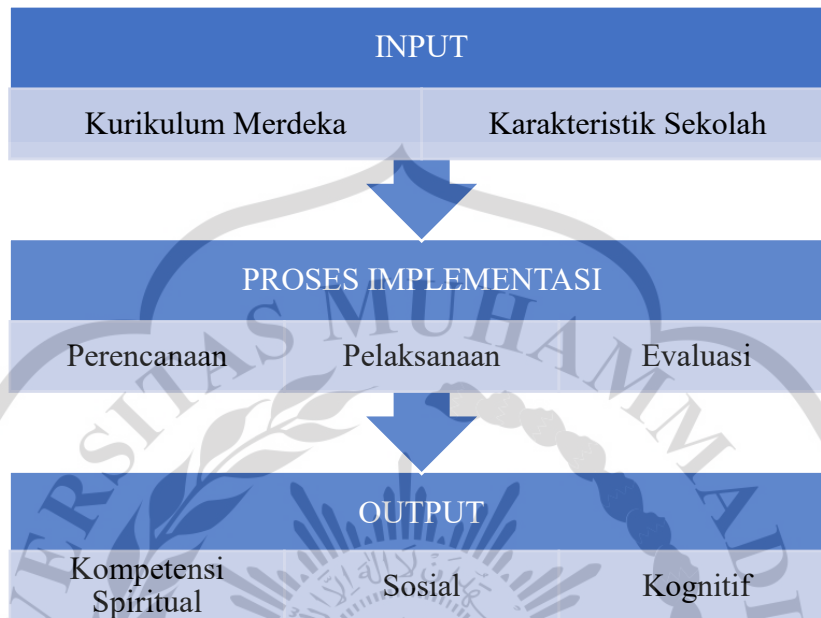 INPUT
Kurikulum Merdeka Karakteristik Sekolah
PROSES IMPLEMENTASI
Perencanaan Pelaksanaan Evaluasi
OUTPUT
Kompetensi Spiritual Sosial Kognitif